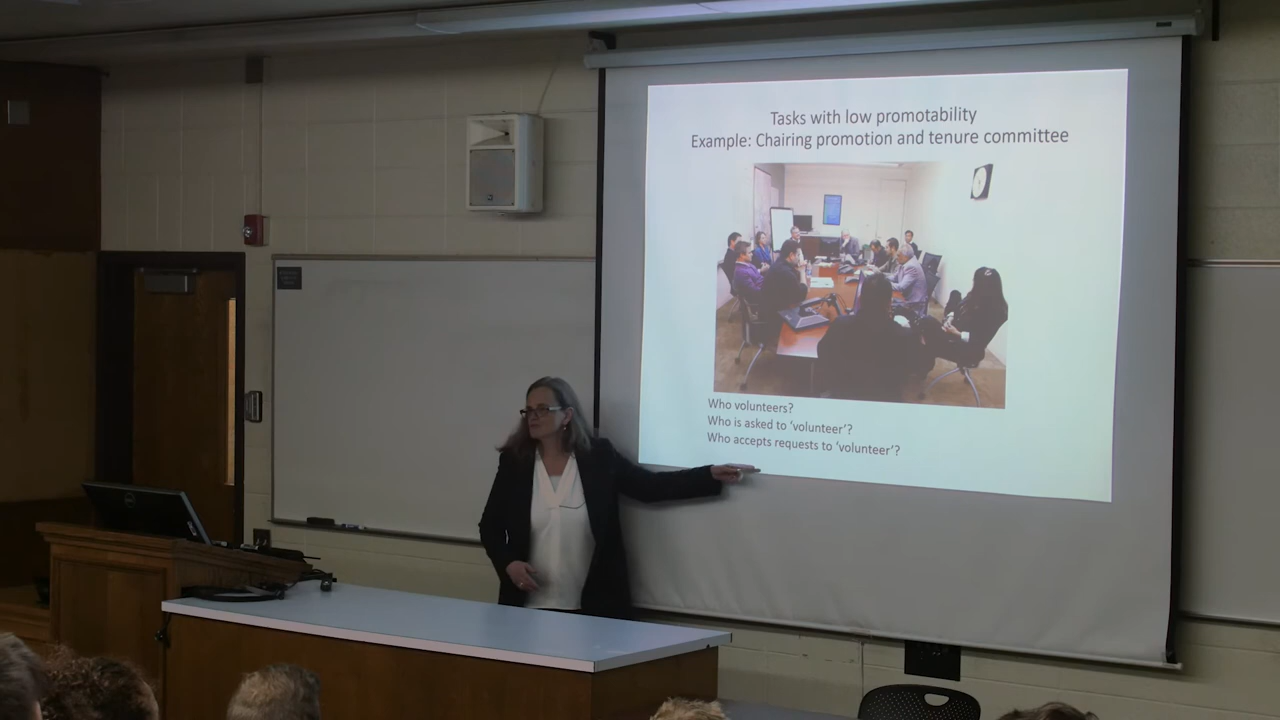 Tasks with low promotability
Example: Chairing promotion and tenure committee
Who volunteers?
Who is asked to ‘volunteer’?
Who accepts requests to ‘volunteer’?